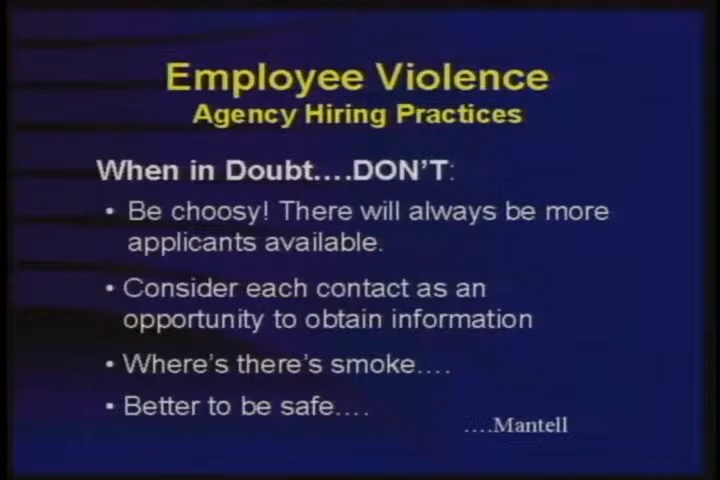 Employee Violence
Agency Hiring Practices
When in Doubt....DON'T:
• Be choosy! There will always be more
applicants available.
• Consider each contact as an
opportunity to obtain information
• Where's there's smoke....
• Better to be safe....
....Mantell